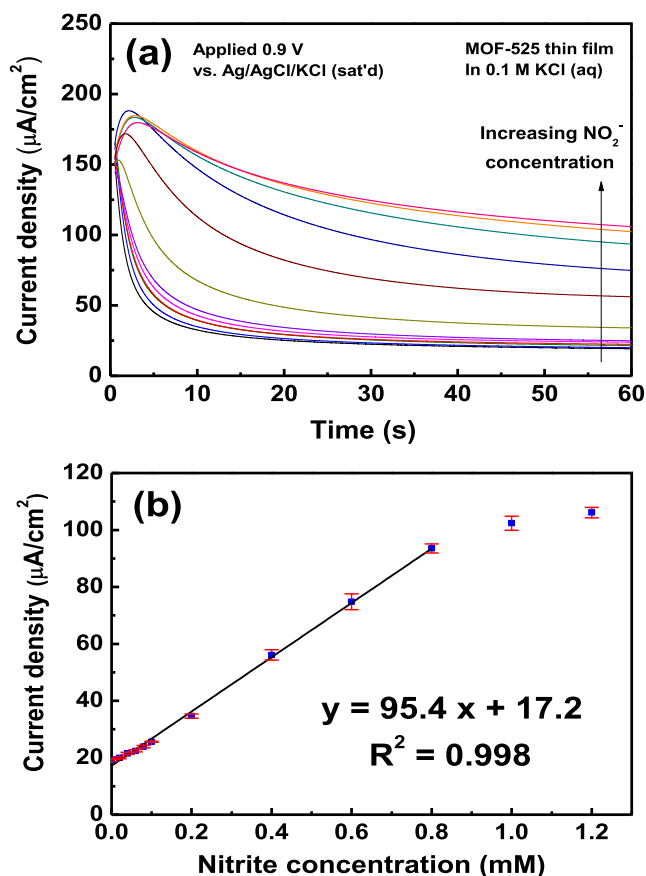 (a)
Applied 0.9 V
vs. Ag/AgCl/KCl (sat'd)
MOF-525 thin film
In 0.1 M KCl (aq)
Increasing NO₂⁻
concentration
Current density (μA/cm²)
250
200
150
100
50
0
0 10 20 30 40 50 60
Time (s)
(b)
Current density (μA/cm²)
120
100
80
60
40
20
0
y = 95.4 x + 17.2
R² = 0.998
0.0 0.2 0.4 0.6 0.8 1.0 1.2
Nitrite concentration (mM)